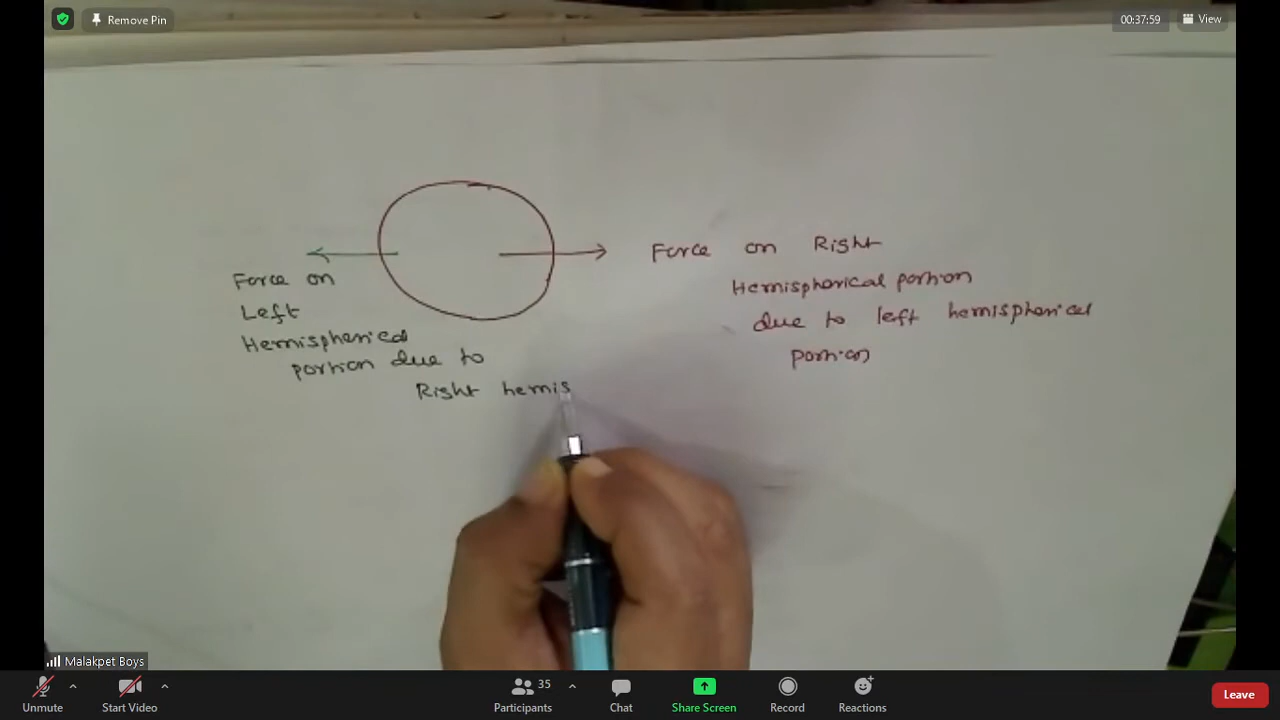 Remove Pin
00:37:59
View
Force on
Left
Hemispherical
portion due to
Right hemis
Force on Right
Hemispherical portion
due to left hemispherical
portion
Malakpet Boys
Unmute
Start Video
Participants
35
Chat
Share Screen
Record
Reactions
Leave